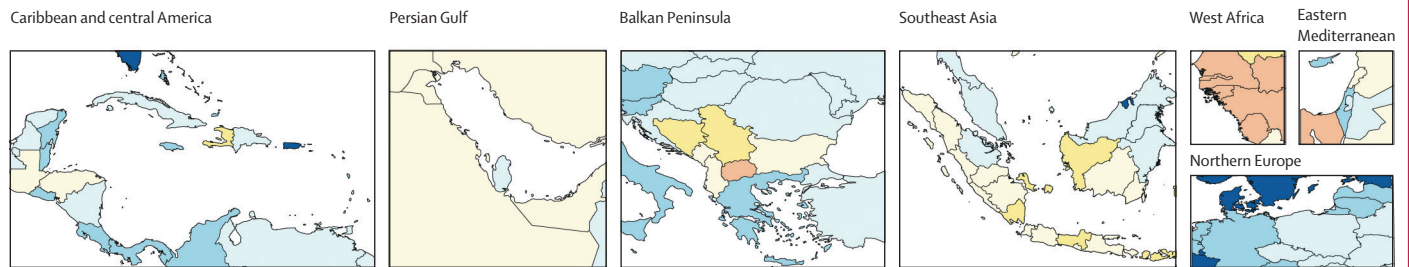 Caribbean and central America
Persian Gulf
Balkan Peninsula
Southeast Asia
West Africa
Eastern
Mediterranean
Northern Europe